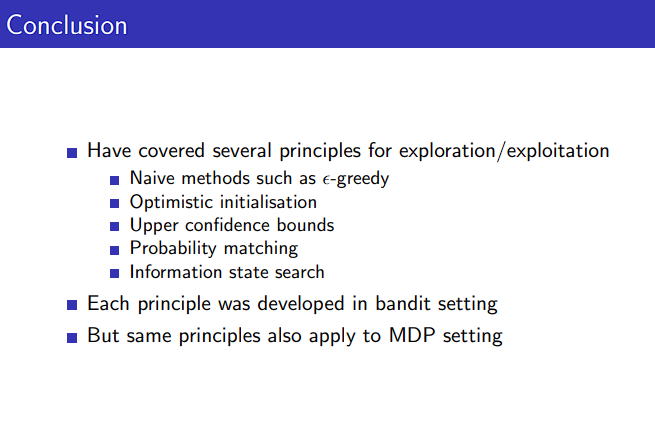 Conclusion
Have covered several principles for exploration/exploitation
Naive methods such as ϵ-greedy
Optimistic initialisation
Upper confidence bounds
Probability matching
Information state search
Each principle was developed in bandit setting
But same principles also apply to MDP setting